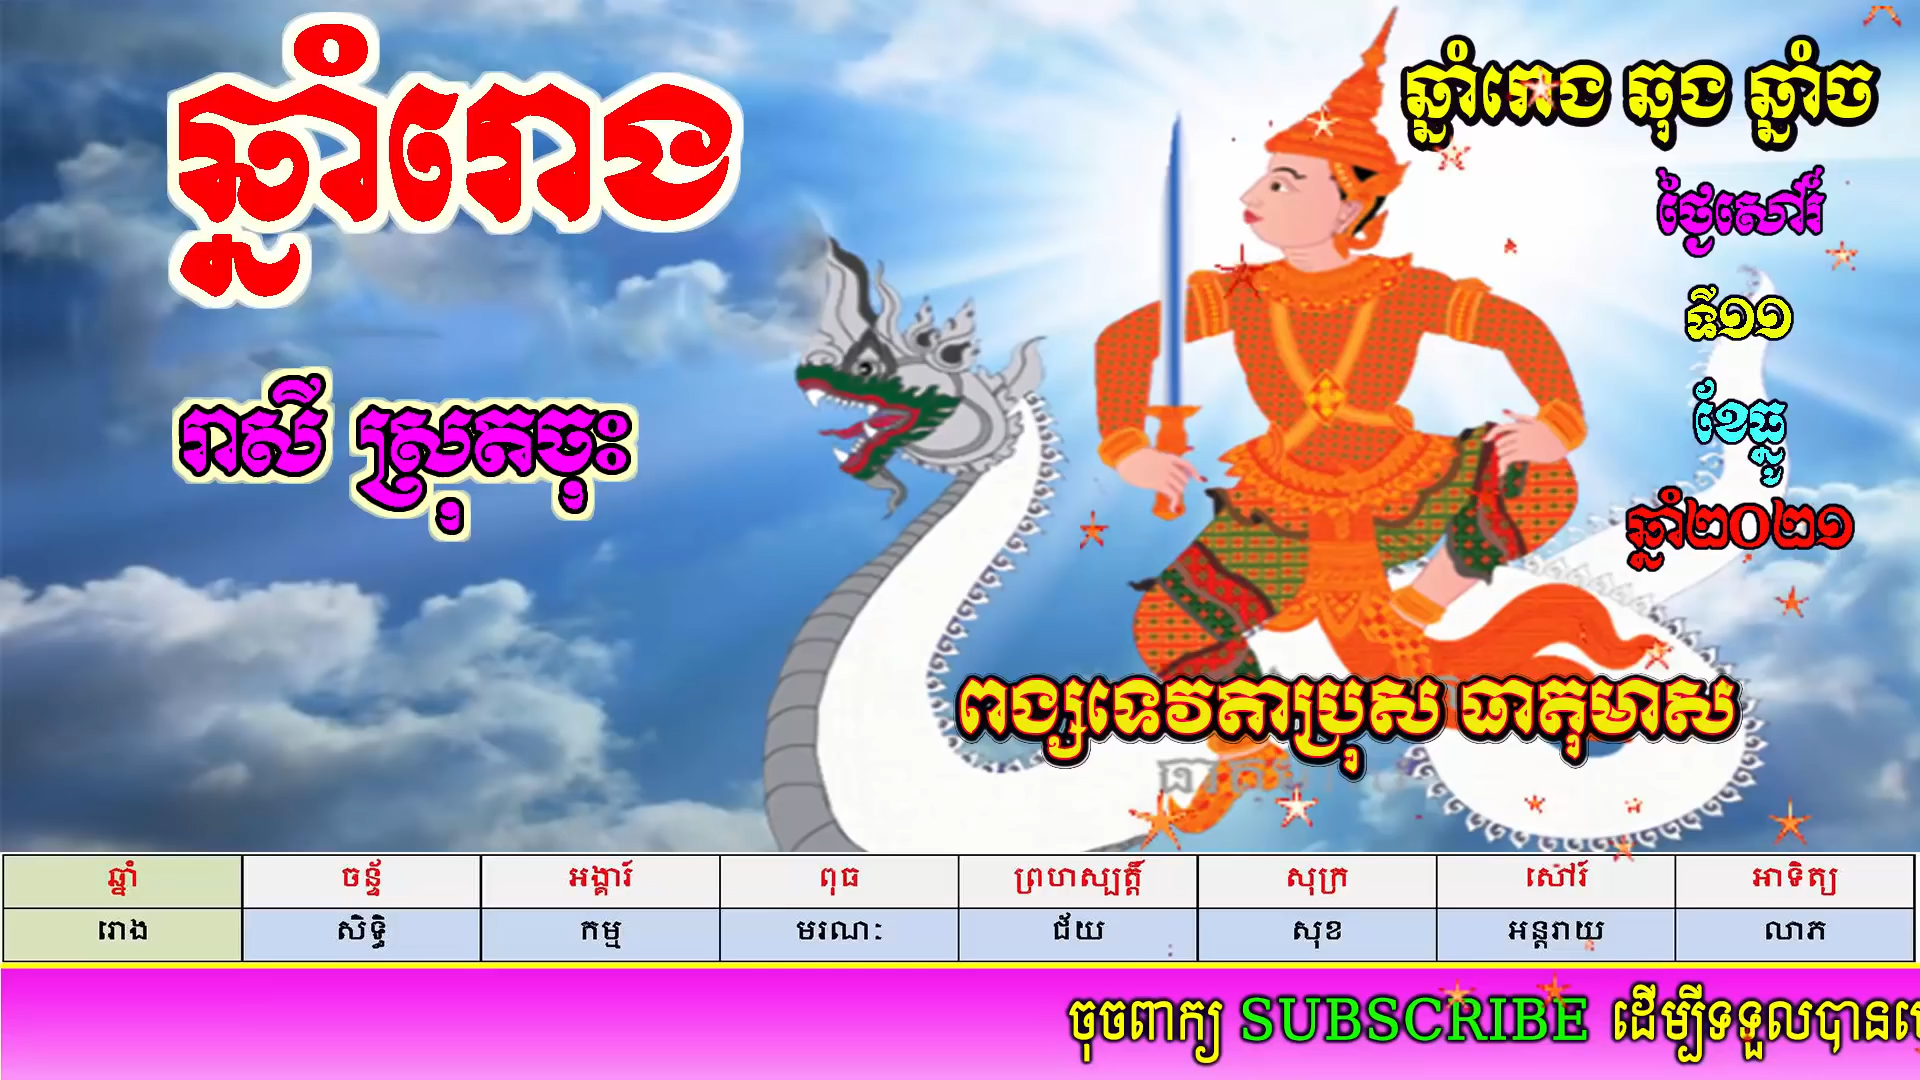 ឆ្នាំរោង
រាសី ស្រុតចុះ
ឆ្នាំរោង ឆុង ឆ្នាំច
ថ្ងៃសៅរ៍
ទី១១
ខែធ្នូ
ឆ្នាំ២០២១
ពង្សទេវតាប្រុស ធាតុមាស
ឆ្នាំ ចន្ទ័ អង្គារ៍ ពុធ ព្រហស្បត្តិ៍ សុក្រ សៅរ៍ អាទិត្យ
រោង សិទ្ធិ កម្ម មរណៈ ជ័យ សុខ អន្តរាយ លាភ
ចុចពាក្យ SUBSCRIBE ដើម្បីទទួលបាន